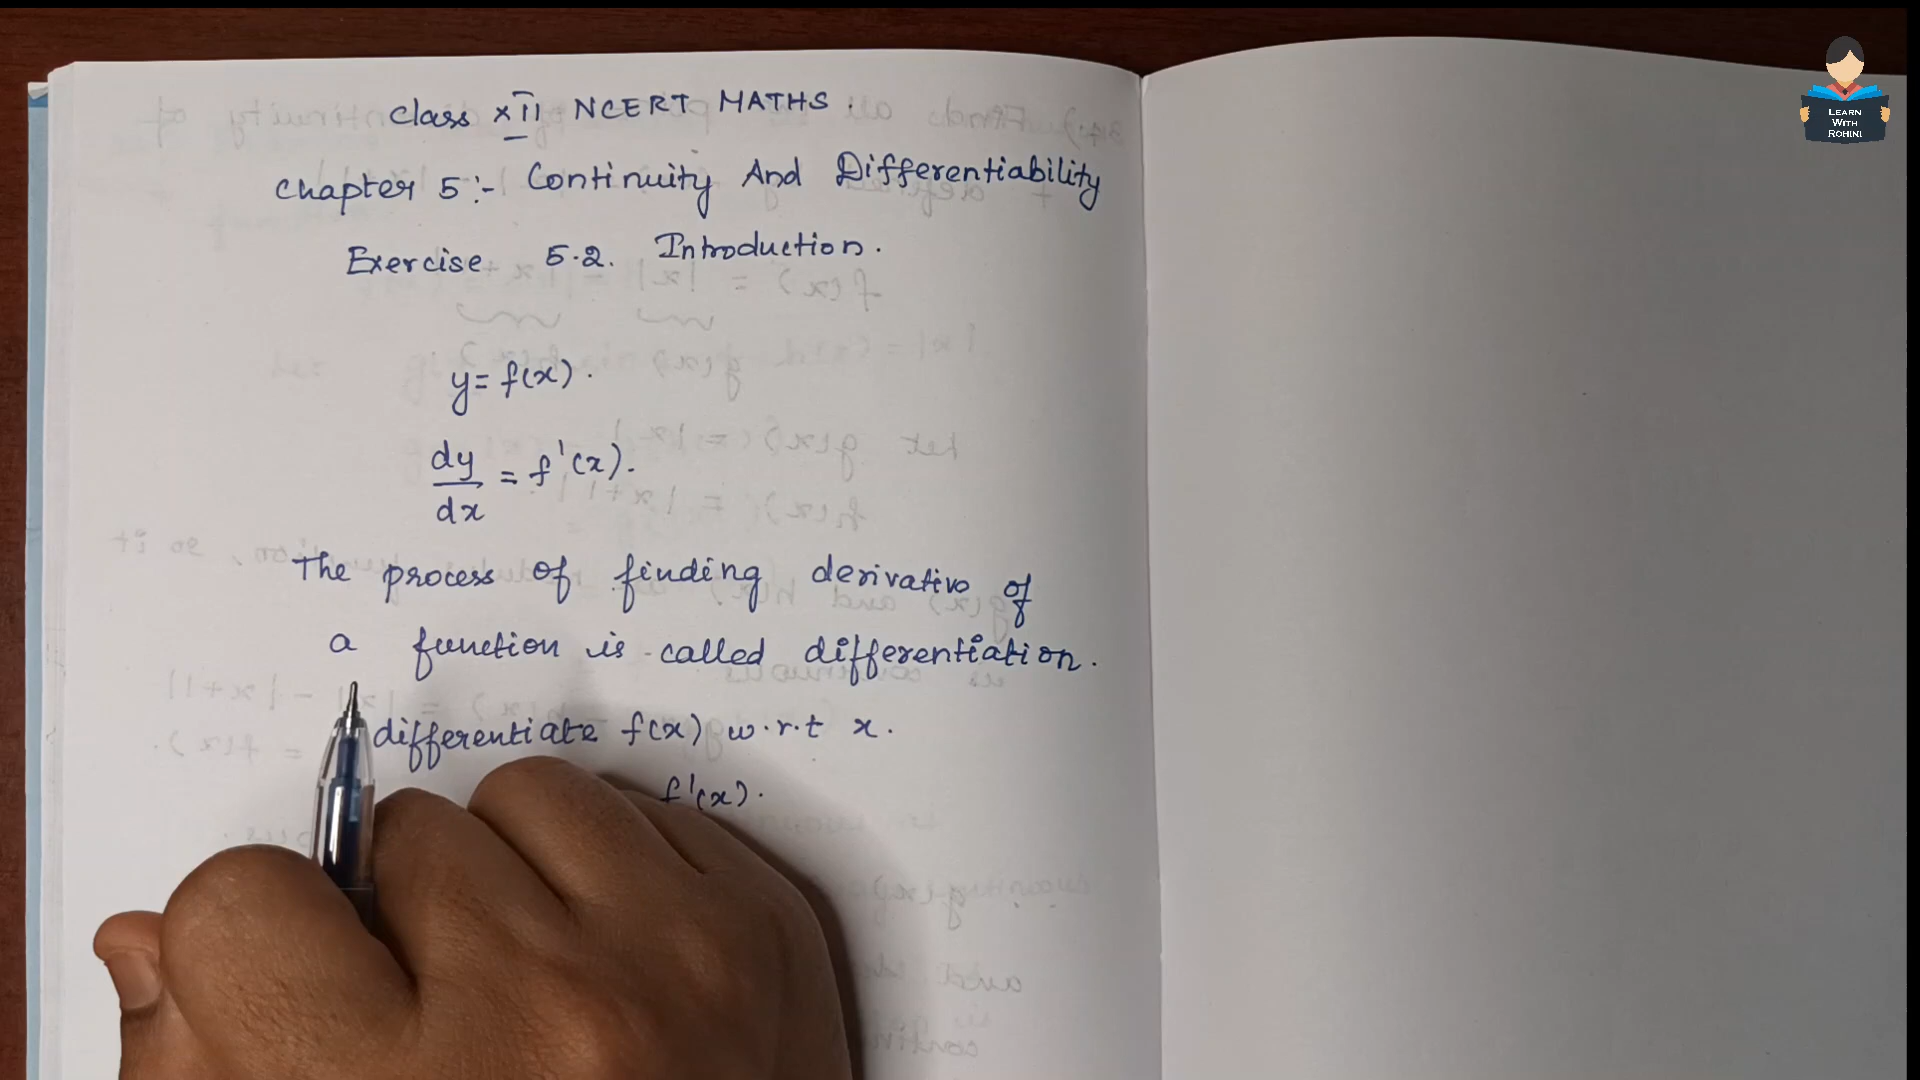 class XII NCERT MATHS.
chapter 5:- Continuity And Differentiability
Exercise 5.2. Introduction.
y = f(x).
dy/dx = f'(x).
The process of finding derivative of
a function is called differentiation.
differentiate f(x) w.r.t x.
f'(x).
LEARN
WITH
ROHINI